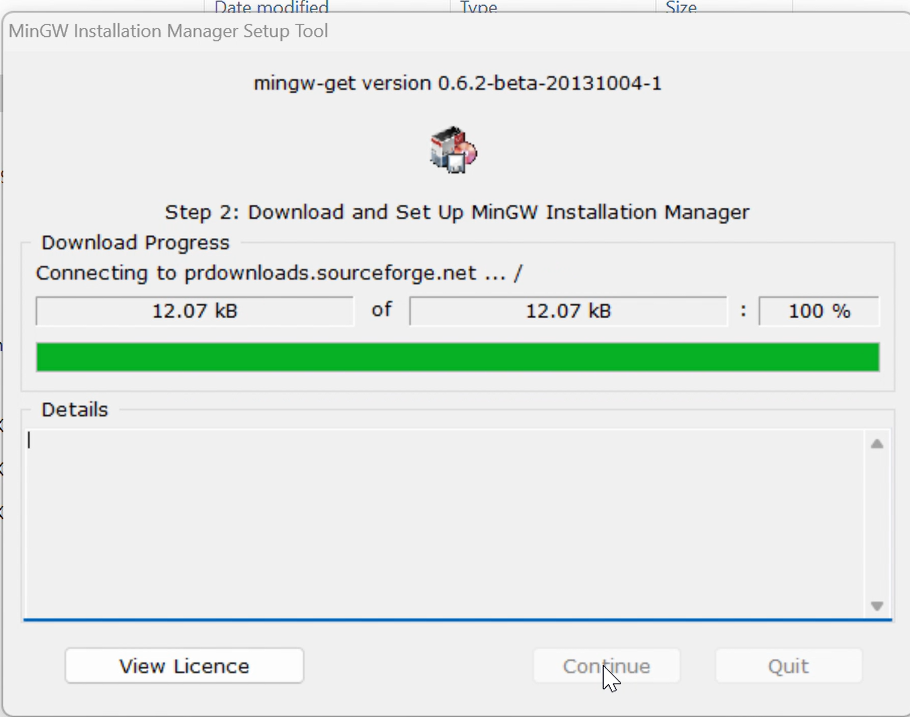 Date modified Type Size
MinGW Installation Manager Setup Tool
mingw-get version 0.6.2-beta-20131004-1
Step 2: Download and Set Up MinGW Installation Manager
Download Progress
Connecting to prdownloads.sourceforge.net ... /
12.07 kB of 12.07 kB : 100 %
Details
View Licence Continue Quit